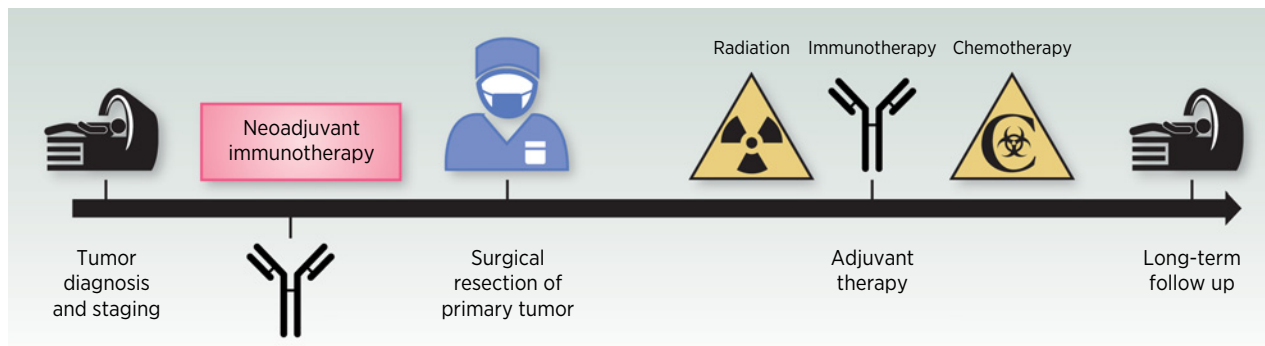 Radiation
Immunotherapy
Chemotherapy
Neoadjuvant
immunotherapy
C
Tumor
diagnosis
and staging
Surgical
resection of
primary tumor
Adjuvant
therapy
Long-term
follow up